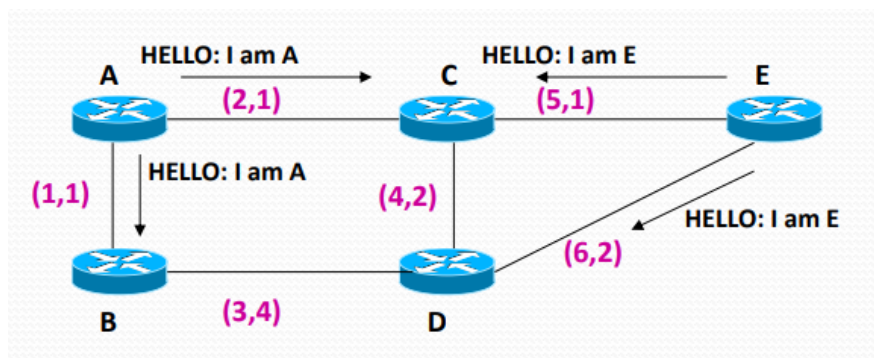 HELLO: I am A
HELLO: I am E
A
C
E
(2,1)
(5,1)
HELLO: I am A
(1,1)
(4,2)
HELLO: I am E
(6,2)
(3,4)
B
D